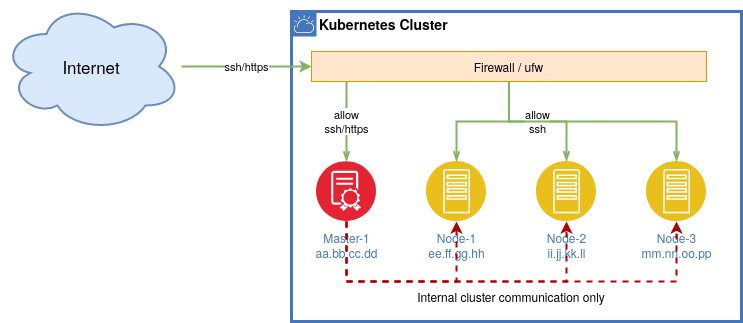 Kubernetes Cluster
Internet
ssh/https
Firewall / ufw
allow
ssh/https
allow
ssh
Master-1
aa.bb.cc.dd
Node-1
ee.ff.gg.hh
Node-2
ii.jj.kk.ll
Node-3
mm.nn.oo.pp
Internal cluster communication only